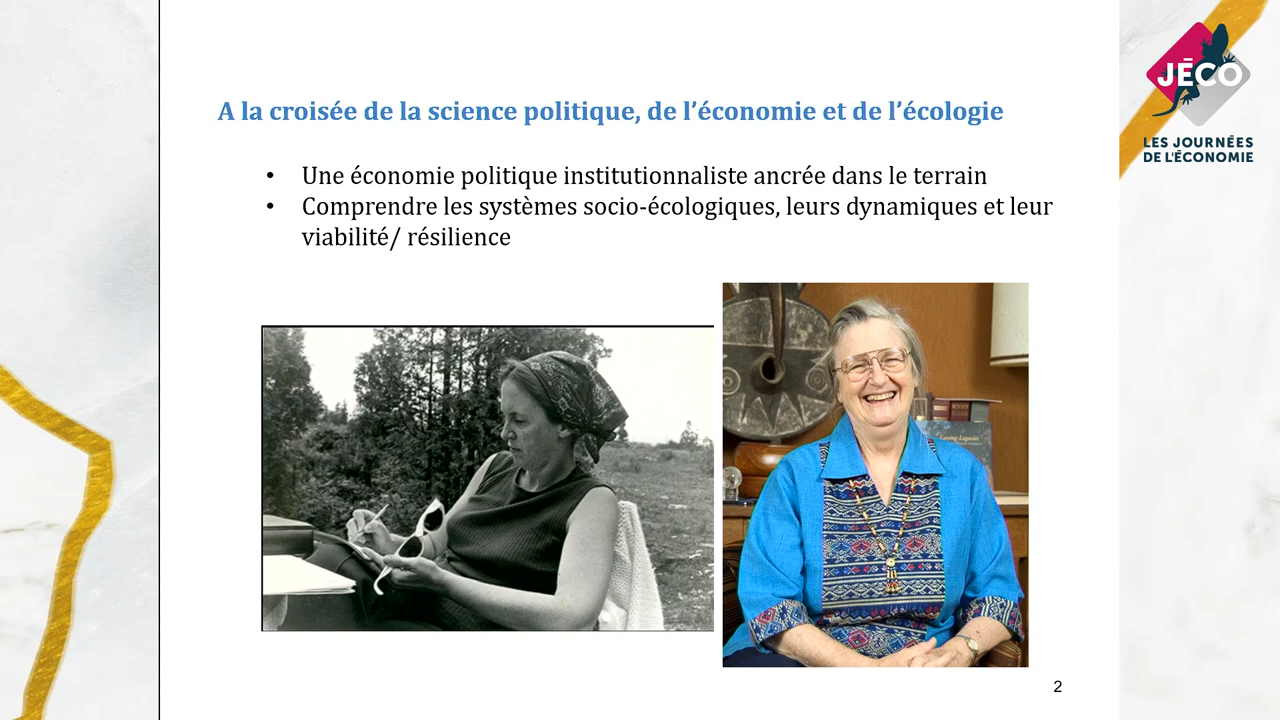 A la croisée de la science politique, de l’économie et de l’écologie
• Une économie politique institutionnaliste ancrée dans le terrain
• Comprendre les systèmes socio-écologiques, leurs dynamiques et leur
viabilité/ résilience
JÉCO
LES JOURNÉES
DE L'ÉCONOMIE
2